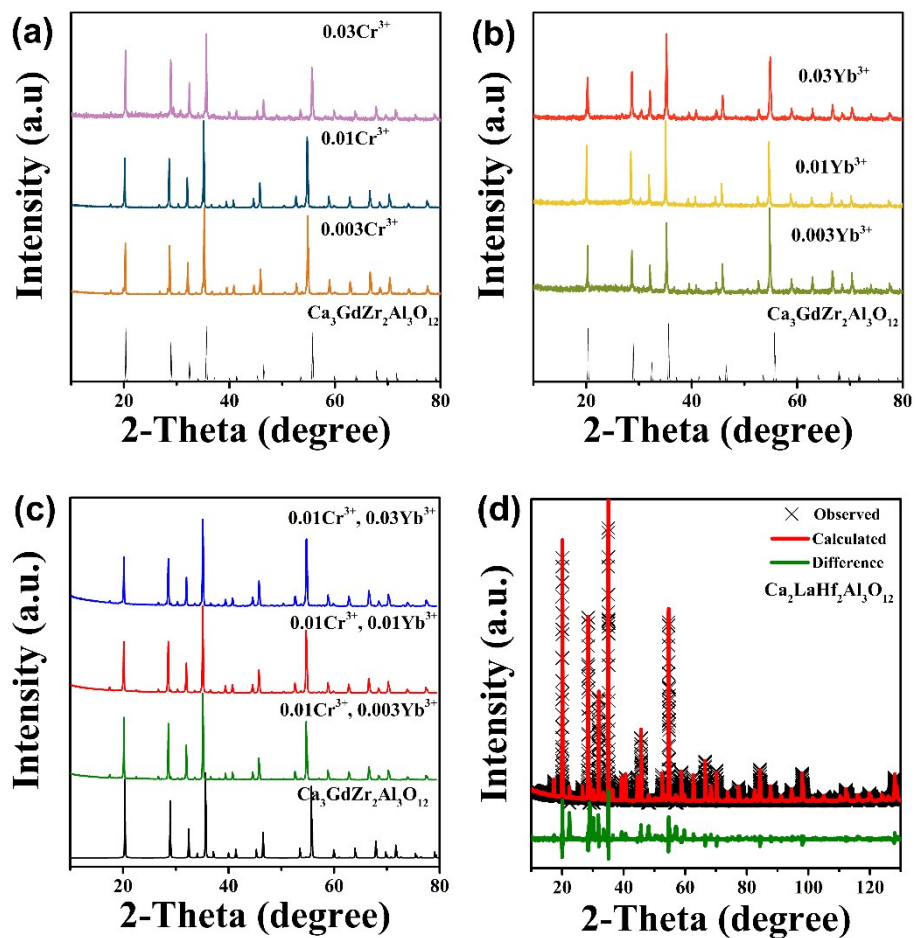 (a)
0.03Cr³⁺
0.01Cr³⁺
0.003Cr³⁺
Ca₃GdZr₂Al₃O₁₂
Intensity (a.u)
20 40 60 80
2-Theta (degree)
(b)
0.03Yb³⁺
0.01Yb³⁺
0.003Yb³⁺
Ca₃GdZr₂Al₃O₁₂
Intensity (a.u)
20 40 60 80
2-Theta (degree)
(c)
0.01Cr³⁺, 0.03Yb³⁺
0.01Cr³⁺, 0.01Yb³⁺
0.01Cr³⁺, 0.003Yb³⁺
Ca₃GdZr₂Al₃O₁₂
Intensity (a.u.)
20 40 60 80
2-Theta (degree)
(d)
Observed
Calculated
Difference
Ca₂LaHf₂Al₃O₁₂
Intensity (a.u.)
20 40 60 80 100 120
2-Theta (degree)